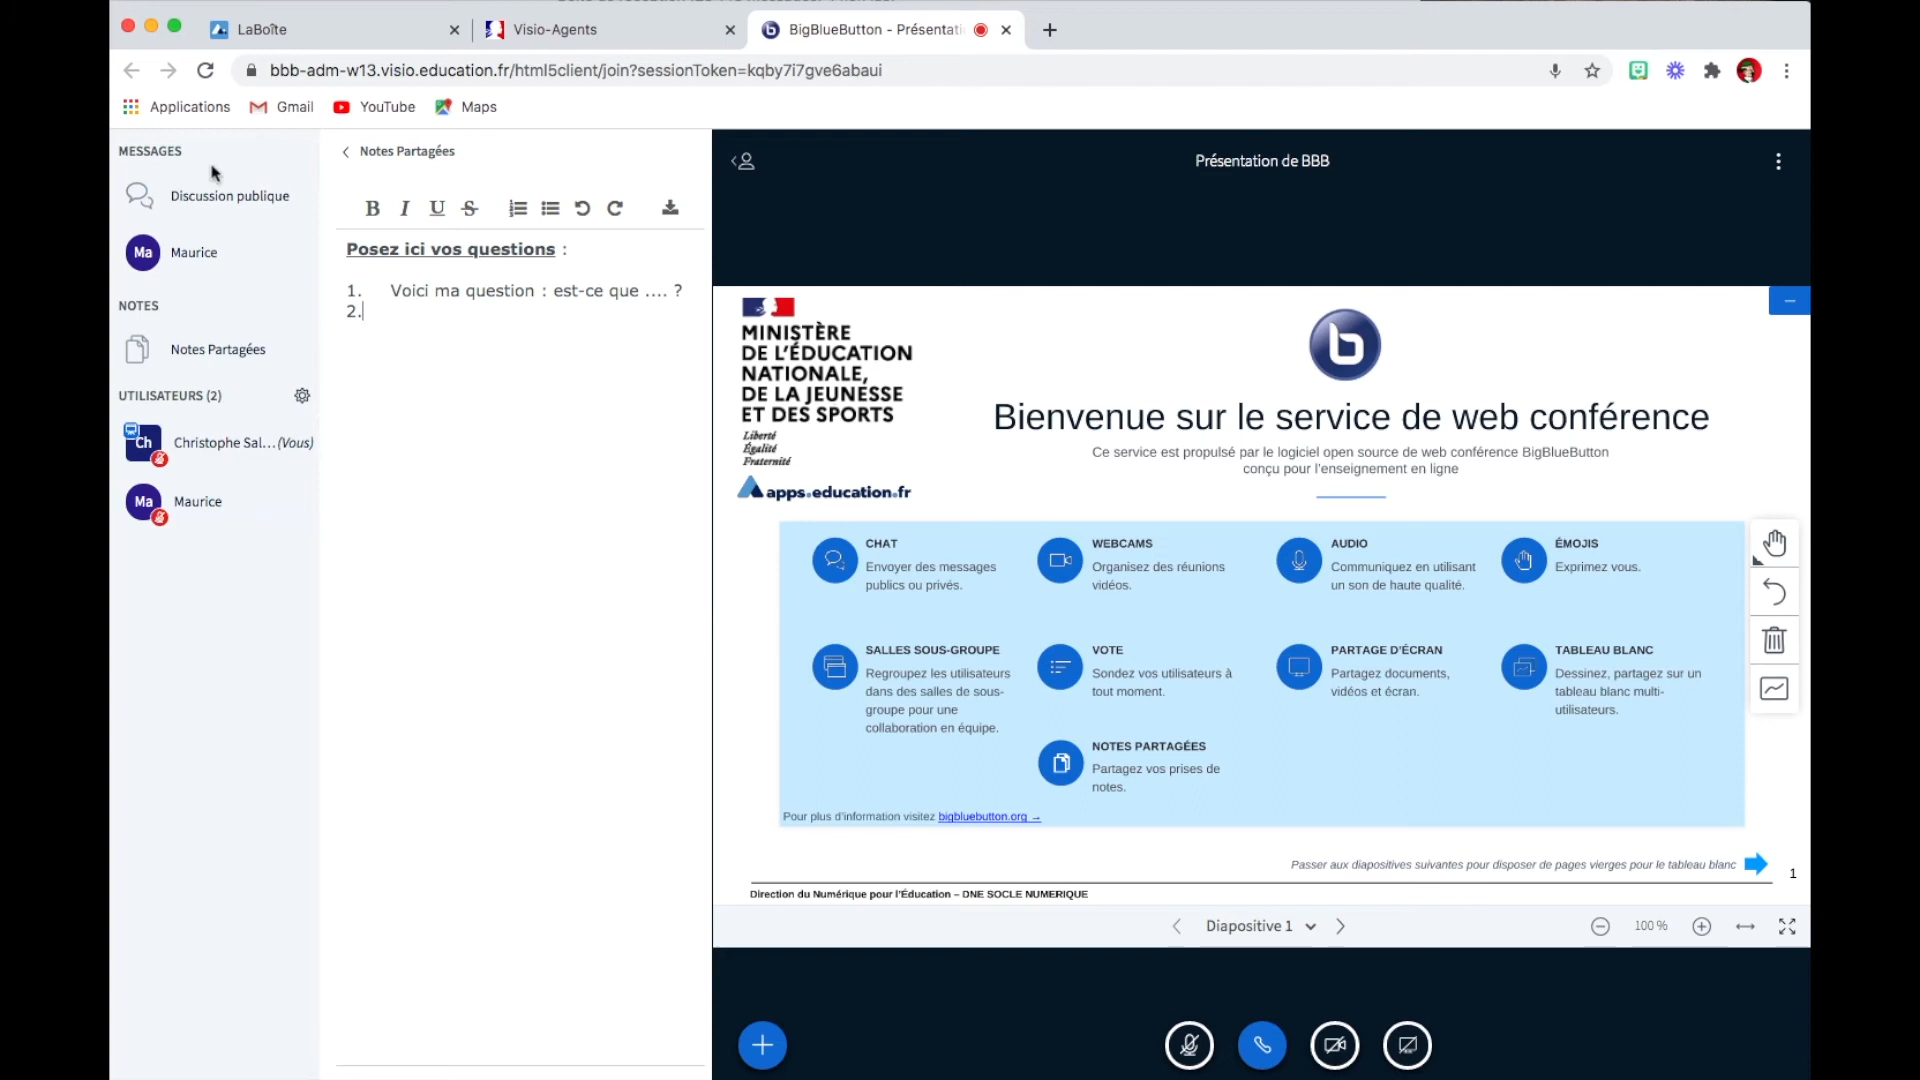 LaBoîte
Visio-Agents
BigBlueButton - Présentati
bbb-adm-w13.visio.education.fr/html5client/join?sessionToken=kqby7i7gve6abaui
Applications
Gmail
YouTube
Maps
MESSAGES
Discussion publique
Ma
Maurice
NOTES
Notes Partagées
UTILISATEURS (2)
Ch
Christophe Sal... (Vous)
Ma
Maurice
Notes Partagées
B I U S
Posez ici vos questions :
1. Voici ma question : est-ce que .... ?
2.
Présentation de BBB
MINISTÈRE
DE L'ÉDUCATION
NATIONALE,
DE LA JEUNESSE
ET DES SPORTS
Liberté
Égalité
Fraternité
apps.education.fr
b
Bienvenue sur le service de web conférence
Ce service est propulsé par le logiciel open source de web conférence BigBlueButton
conçu pour l'enseignement en ligne
CHAT
Envoyer des messages
publics ou privés.
WEBCAMS
Organisez des réunions
vidéos.
AUDIO
Communiquez en utilisant
un son de haute qualité.
ÉMOJIS
Exprimez vous.
SALLES SOUS-GROUPE
Regroupez les utilisateurs
dans des salles de sous-
groupe pour une
collaboration en équipe.
VOTE
Sondez vos utilisateurs à
tout moment.
PARTAGE D'ÉCRAN
Partagez documents,
vidéos et écran.
TABLEAU BLANC
Dessinez, partagez sur un
tableau blanc multi-
utilisateurs.
NOTES PARTAGÉES
Partagez vos prises de
notes.
Pour plus d'information visitez bigbluebutton.org →
Passer aux diapositives suivantes pour disposer de pages vierges pour le tableau blanc
1
Direction du Numérique pour l'Éducation – DNE SOCLE NUMERIQUE
Diapositive 1
100 %